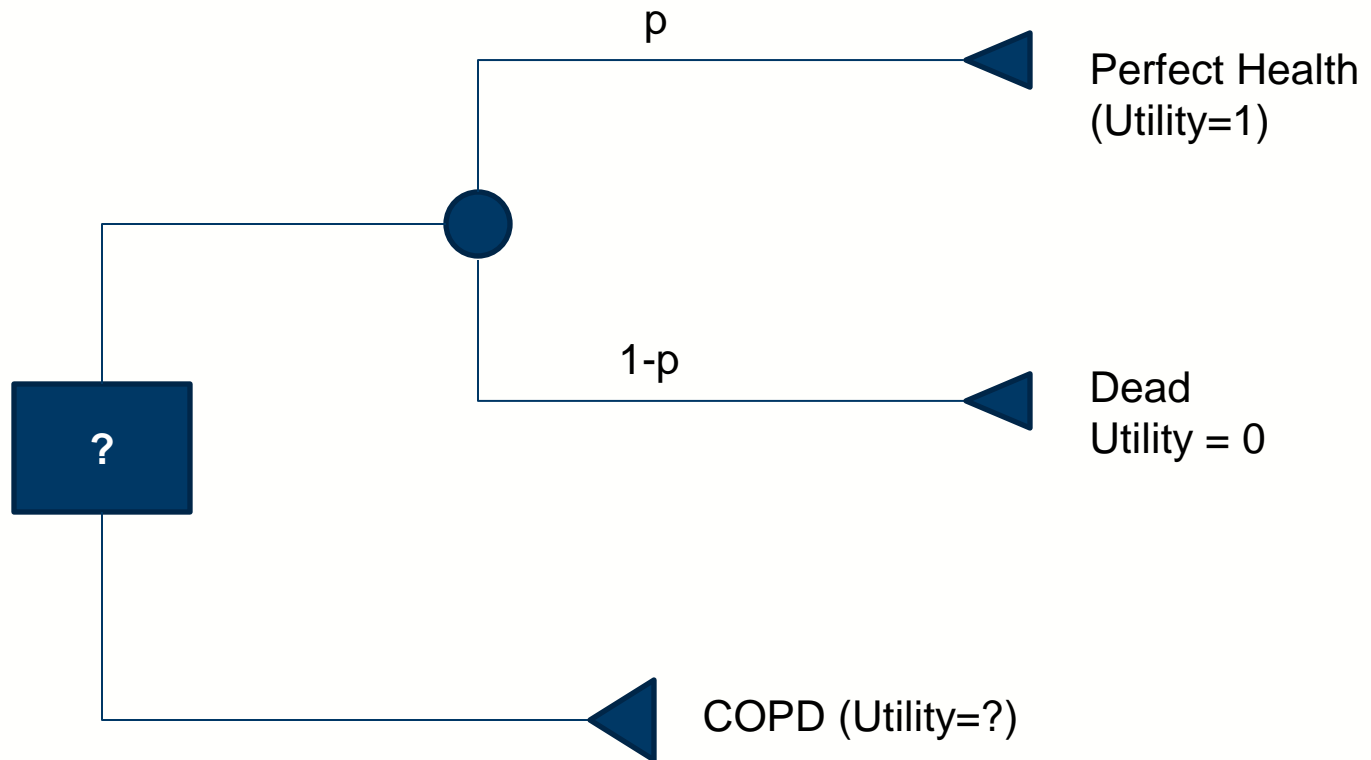 p
Perfect Health
(Utility=1)
1-p
Dead
Utility = 0
?
COPD (Utility=?)